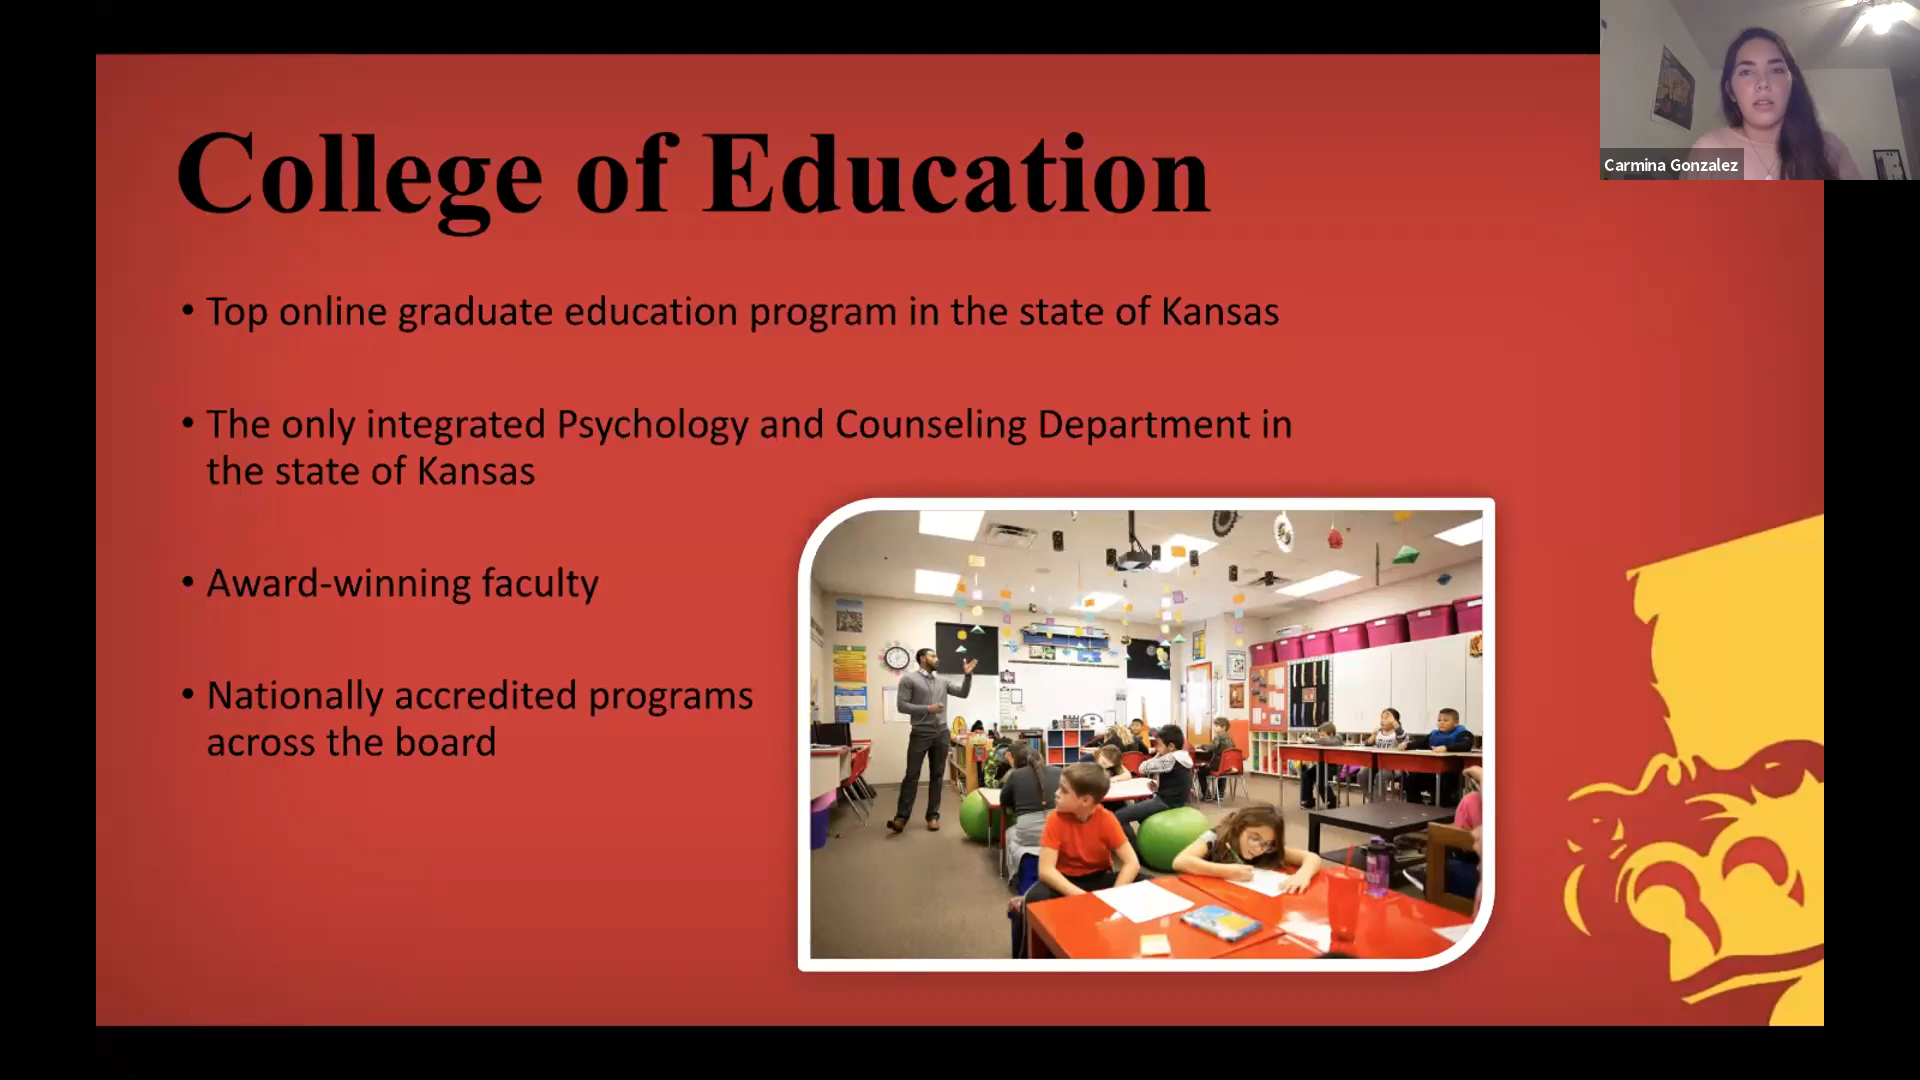 College of Education
Carmina Gonzalez
• Top online graduate education program in the state of Kansas
• The only integrated Psychology and Counseling Department in
the state of Kansas
• Award-winning faculty
• Nationally accredited programs
across the board